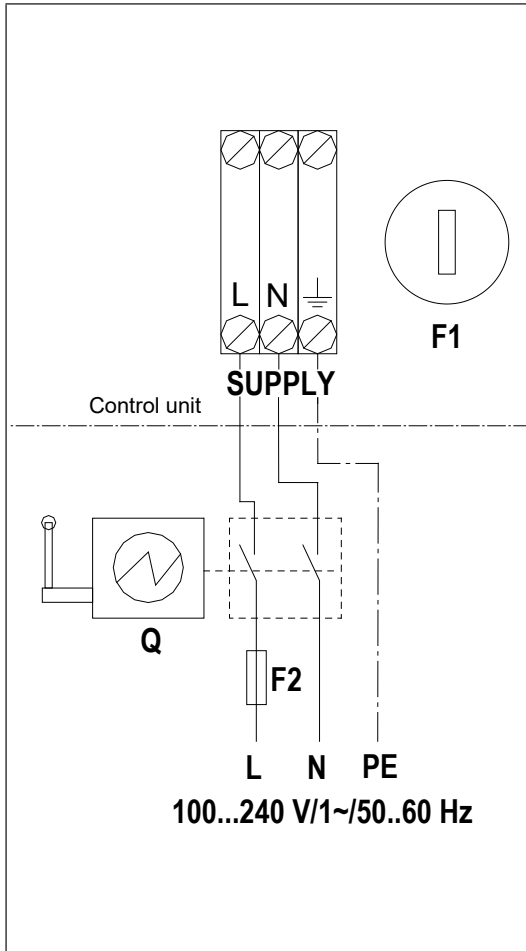 L N
F1
SUPPLY
Control unit
Q
F2
L N PE
100...240 V/1~/50..60 Hz